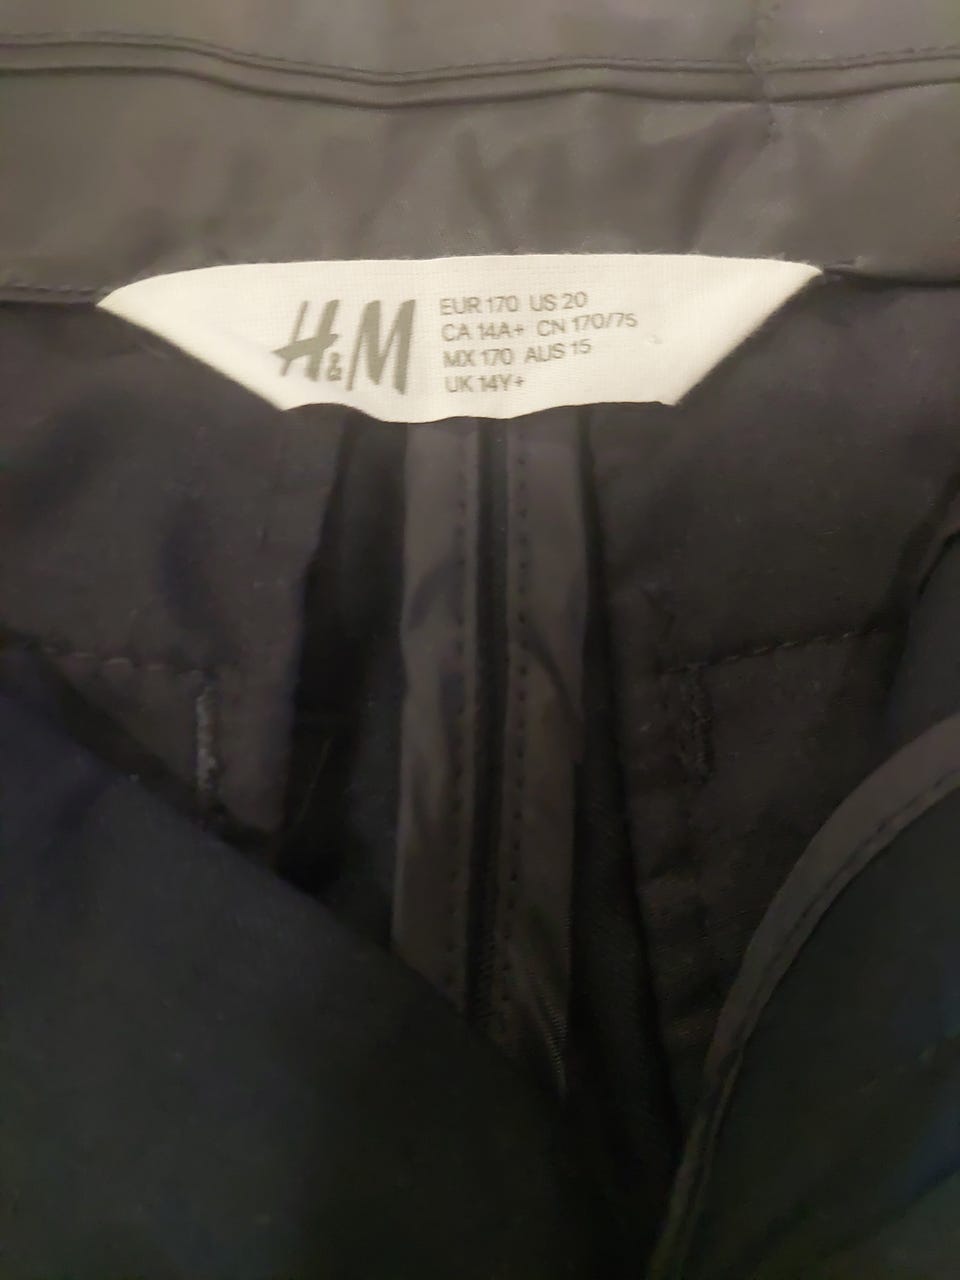 H&M
EUR 170 US 20
CA 14A+ CN 170/75
MX 170 AUS 15
UK 14Y+